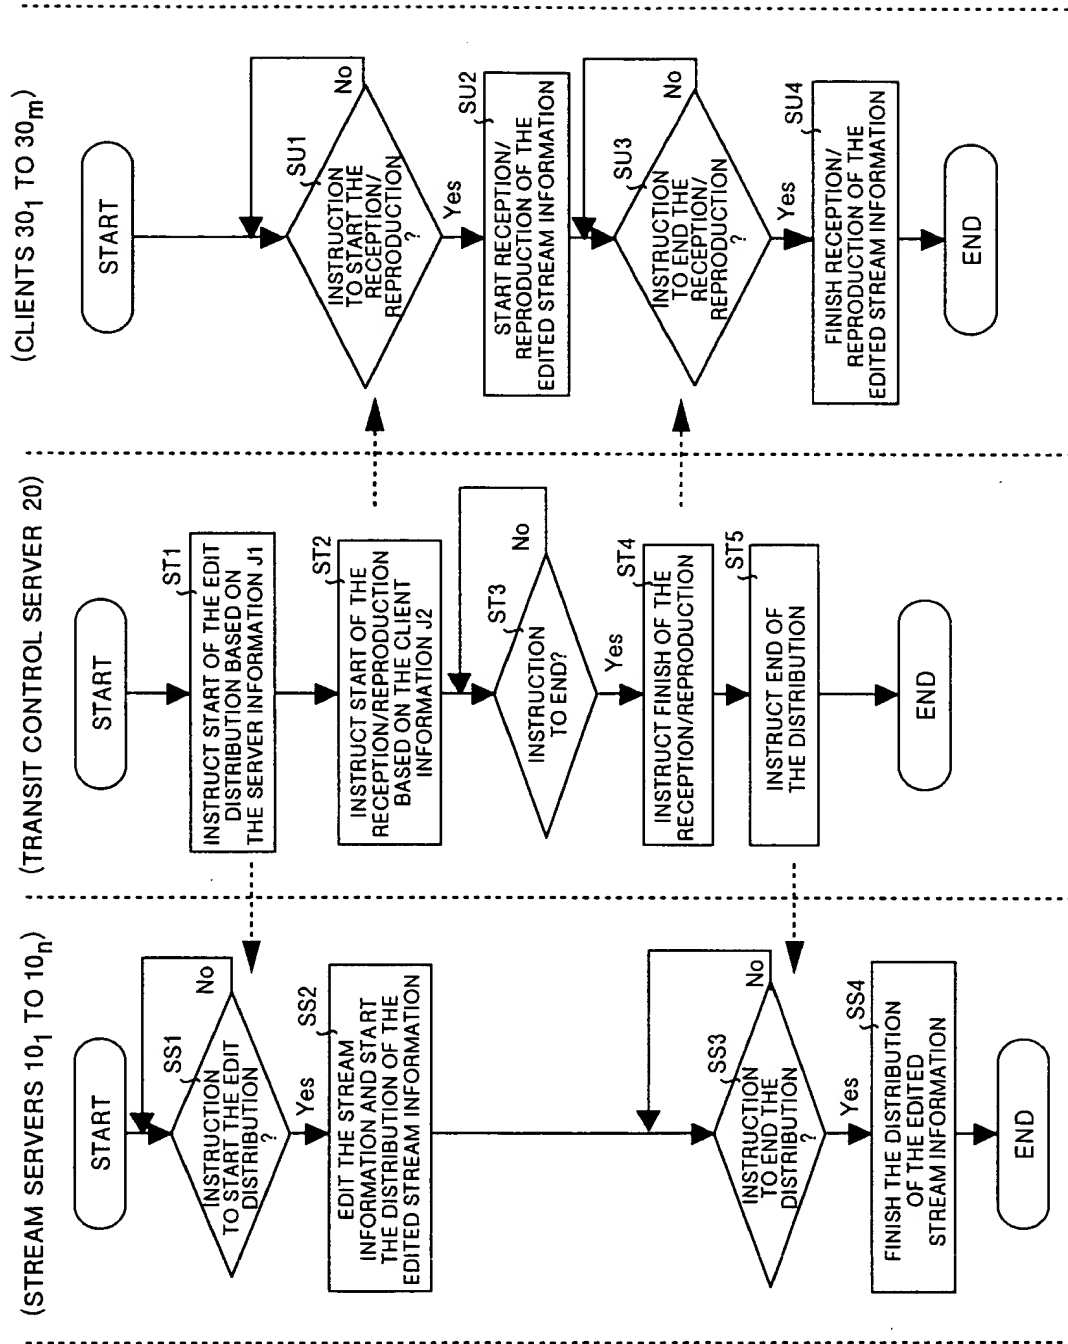 (STREAM SERVERS 10₁ TO 10ₙ)
START
SS1
INSTRUCTION
TO START THE EDIT
DISTRIBUTION
?
No
Yes
SS2
EDIT THE STREAM
INFORMATION AND START
THE DISTRIBUTION OF THE
EDITED STREAM INFORMATION
SS3
INSTRUCTION
TO END THE
DISTRIBUTION
?
No
Yes
SS4
FINISH THE DISTRIBUTION
OF THE EDITED
STREAM INFORMATION
END
(TRANSIT CONTROL SERVER 20)
START
ST1
INSTRUCT START OF THE EDIT
DISTRIBUTION BASED ON
THE SERVER INFORMATION J1
ST2
INSTRUCT START OF THE
RECEPTION/REPRODUCTION
BASED ON THE CLIENT
INFORMATION J2
ST3
INSTRUCTION
TO END?
No
Yes
ST4
INSTRUCT FINISH OF THE
RECEPTION/REPRODUCTION
ST5
INSTRUCT END OF
THE DISTRIBUTION
END
(CLIENTS 30₁ TO 30ₘ)
START
SU1
INSTRUCTION
TO START THE
RECEPTION/
REPRODUCTION
?
No
Yes
SU2
START RECEPTION/
REPRODUCTION OF THE
EDITED STREAM INFORMATION
SU3
INSTRUCTION
TO END THE
RECEPTION/
REPRODUCTION
?
No
Yes
SU4
FINISH RECEPTION/
REPRODUCTION OF THE
EDITED STREAM INFORMATION
END